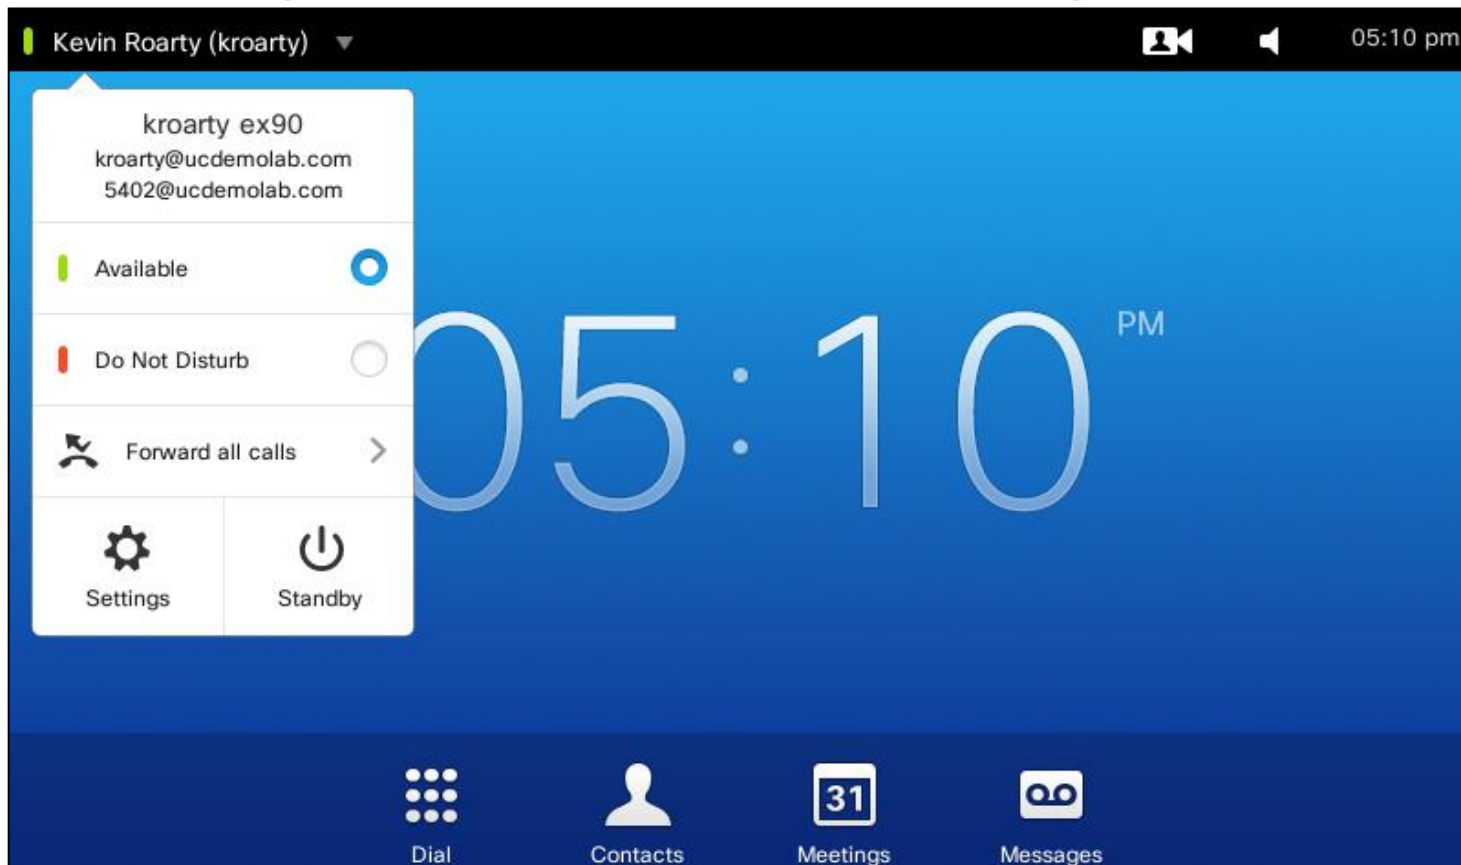 Kevin Roarty (kroarty)
05:10 pm
kroarty ex90
kroarty@ucdemolab.com
5402@ucdemolab.com
Available
Do Not Disturb
Forward all calls
Settings
Standby
05:10 PM
31
Dial
Contacts
Meetings
Messages